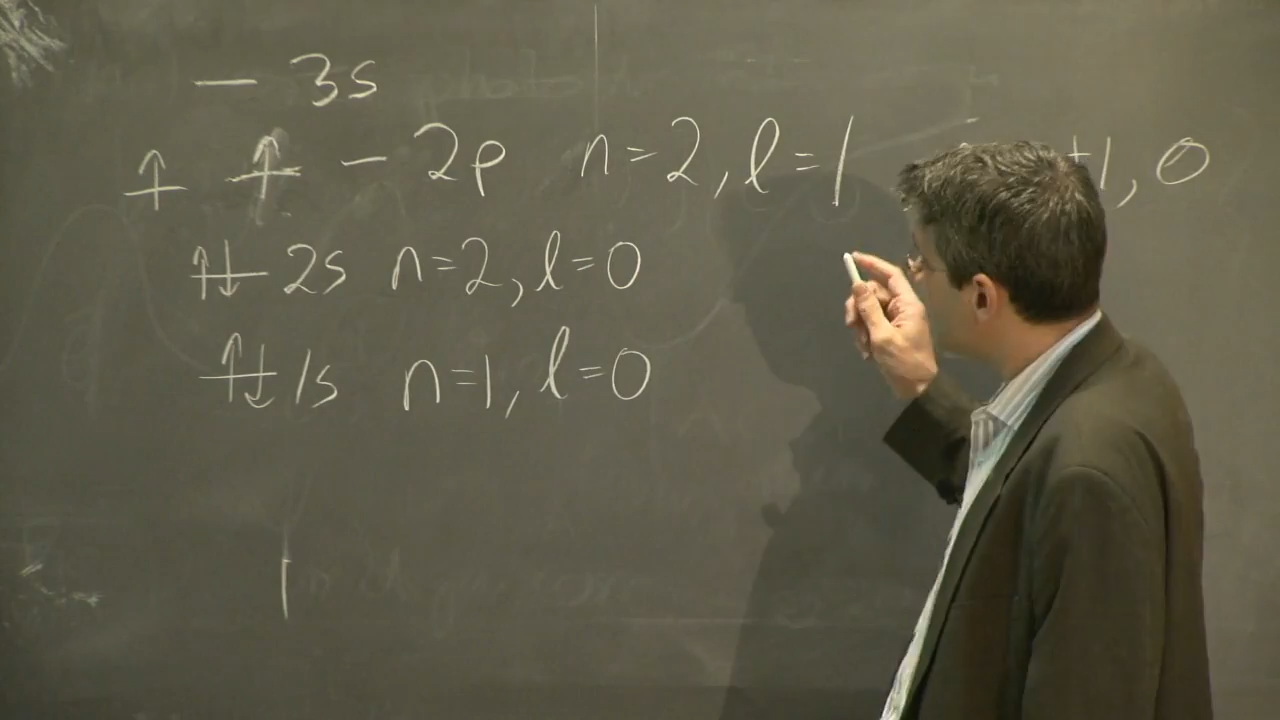 — 3s
↑ ↑ — 2p n=2, l=1 +1, 0
↑↓ 2s n=2, l=0
↑↓ 1s n=1, l=0